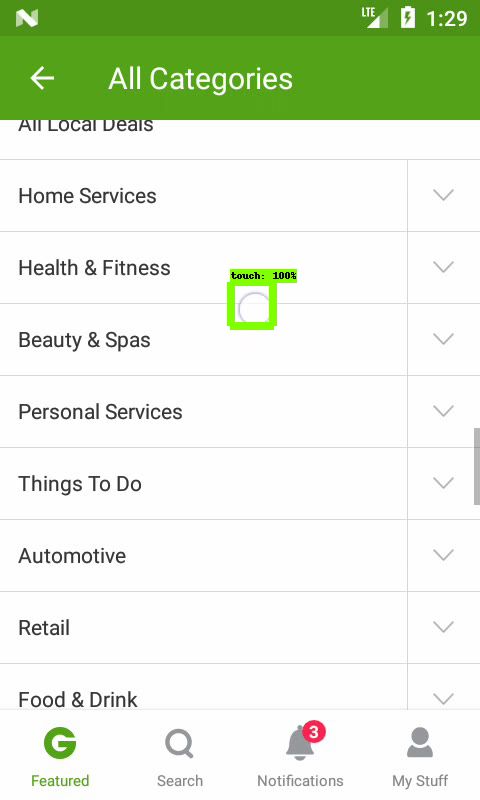 LTE 1:29
All Categories
All Local Deals
Home Services
Health & Fitness
touch: 100%
Beauty & Spas
Personal Services
Things To Do
Automotive
Retail
Food & Drink
3
Featured Search Notifications My Stuff